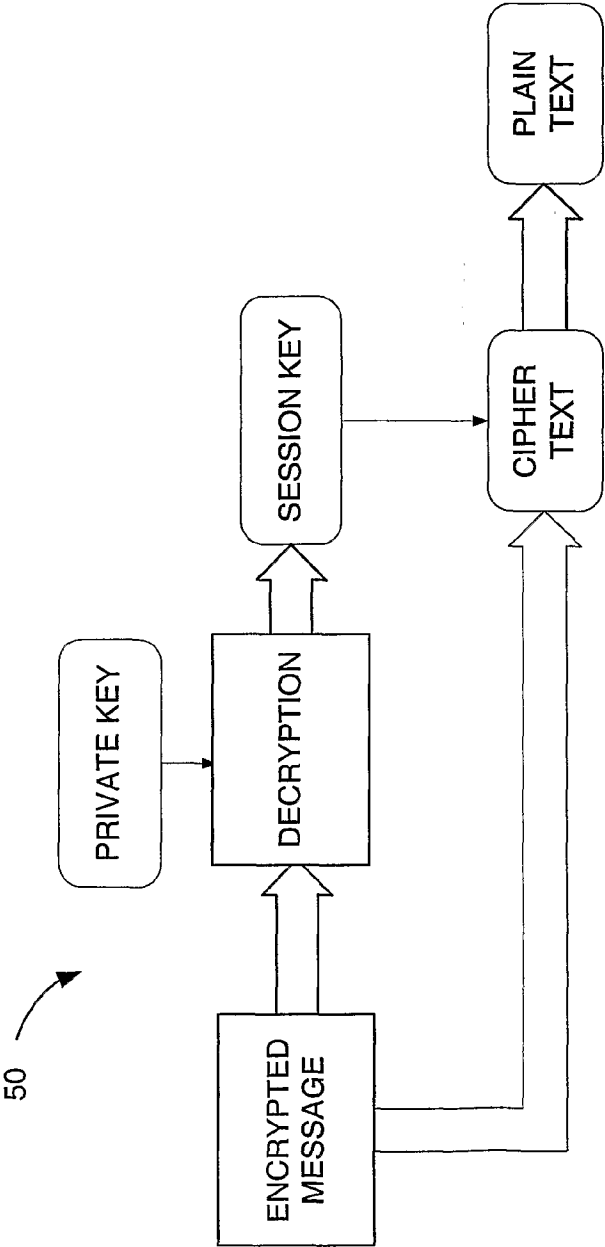 50
PRIVATE KEY
ENCRYPTED
MESSAGE
DECRYPTION
SESSION KEY
CIPHER
TEXT
PLAIN
TEXT